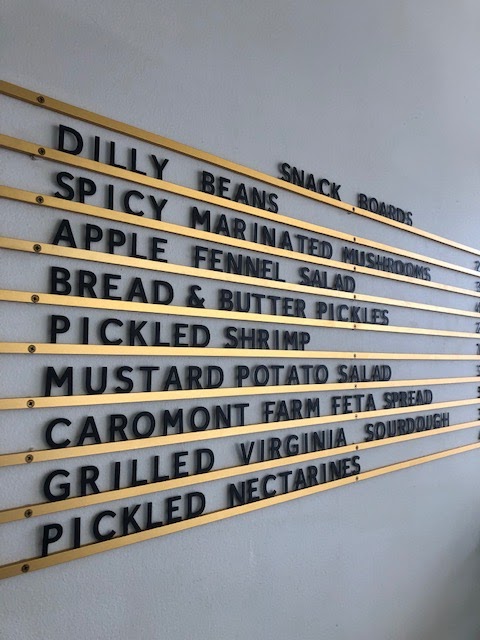 SNACK BOARDS
DILLY BEANS
SPICY MARINATED MUSHROOMS
APPLE FENNEL SALAD
BREAD & BUTTER PICKLES
PICKLED SHRIMP
MUSTARD POTATO SALAD
CAROMONT FARM FETA SPREAD
GRILLED VIRGINIA SOURDOUGH
PICKLED NECTARINES